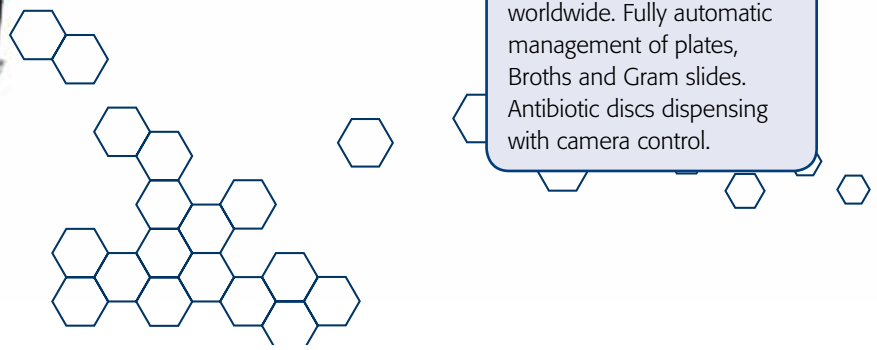 worldwide. Fully automatic
management of plates,
Broths and Gram slides.
Antibiotic discs dispensing
with camera control.